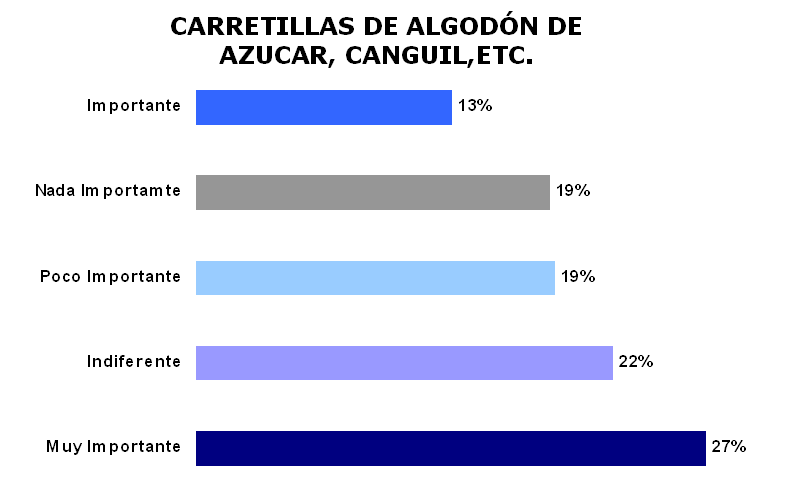 CARRETILLAS DE ALGODÓN DE
AZUCAR, CANGUIL,ETC.
Importante 13%
Nada Importamte 19%
Poco Importante 19%
Indiferente 22%
Muy Importante 27%